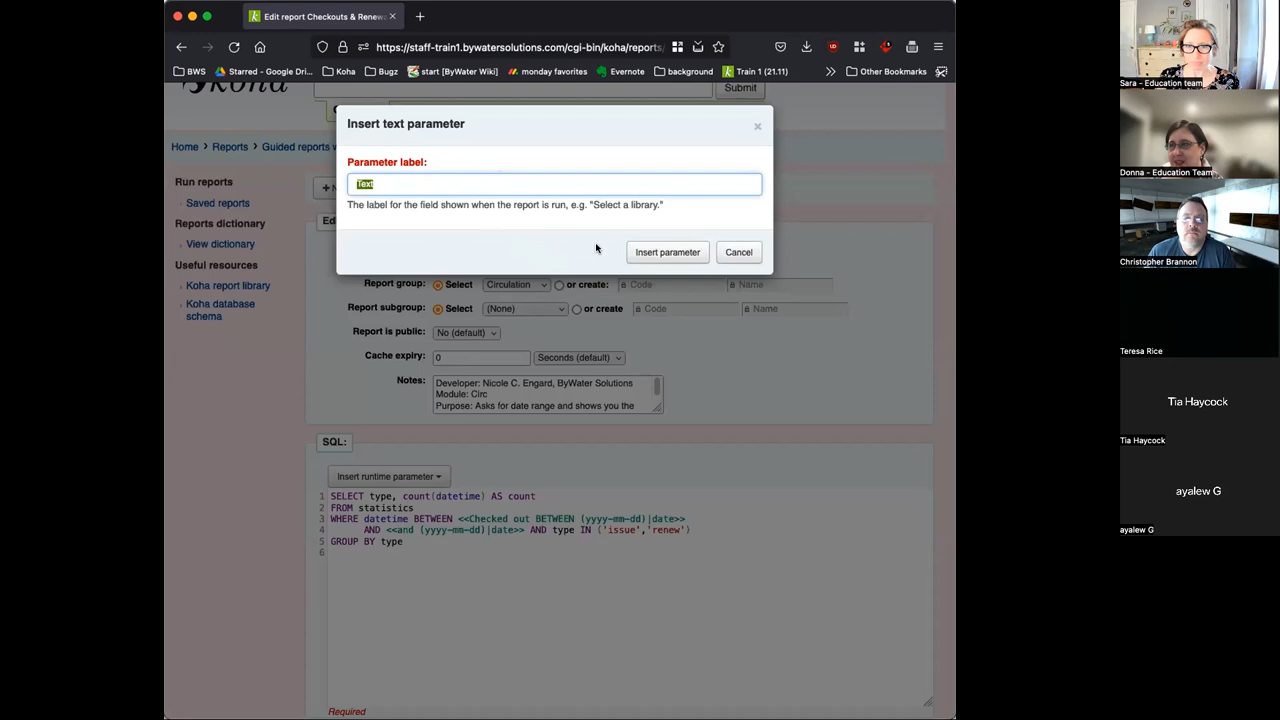 Edit report Checkouts & Renewa
https://staff-train1.bywatersolutions.com/cgi-bin/koha/reports/
BWS
Starred - Google Dri...
Koha
Bugz
start [ByWater Wiki]
monday favorites
Evernote
background
Train 1 (21.11)
Other Bookmarks
koha
Submit
Insert text parameter
×
Parameter label:
Text
The label for the field shown when the report is run, e.g. "Select a library."
Insert parameter
Cancel
Home
Reports
Guided reports w
Run reports
Saved reports
Reports dictionary
View dictionary
Useful resources
Koha report library
Koha database
schema
Report group:
Select
Circulation
or create:
Code
Name
Report subgroup:
Select
(None)
or create
Code
Name
Report is public:
No (default)
Cache expiry:
0
Seconds (default)
Notes:
Developer: Nicole C. Engard, ByWater Solutions
Module: Circ
Purpose: Asks for date range and shows you the
SQL:
Insert runtime parameter
1 SELECT type, count(datetime) AS count
2 FROM statistics
3 WHERE datetime BETWEEN <<Checked out BETWEEN (yyyy-mm-dd)|date>>
4 AND <<and (yyyy-mm-dd)|date>> AND type IN ('issue','renew')
5 GROUP BY type
6
Required
Sara - Education team
Donna - Education Team
Christopher Brannon
Teresa Rice
Tia Haycock
Tia Haycock
ayalew G
ayalew G